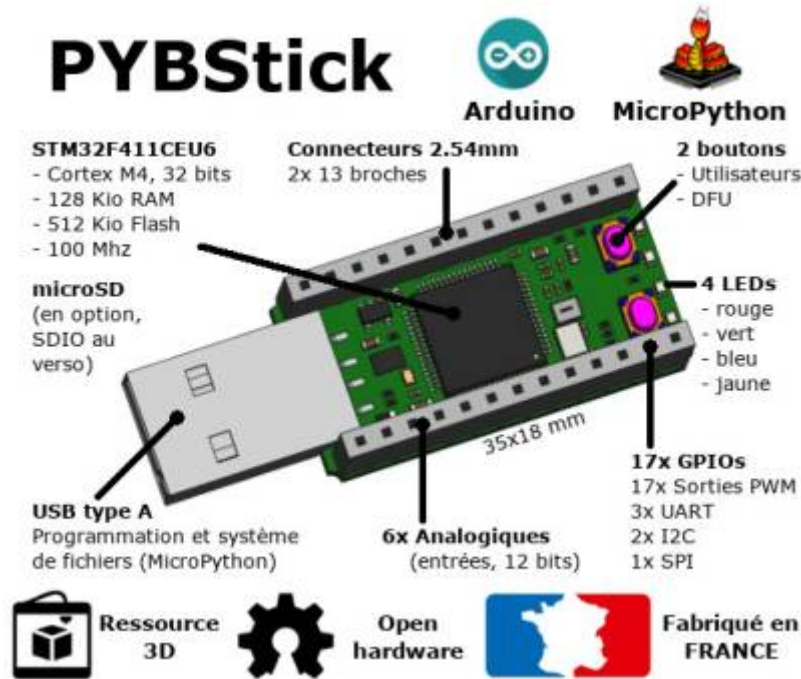 PYBStick
Arduino
MicroPython
STM32F411CEU6
- Cortex M4, 32 bits
- 128 Kio RAM
- 512 Kio Flash
- 100 Mhz
Connecteurs 2.54mm
2x 13 broches
2 boutons
- Utilisateurs
- DFU
microSD
(en option,
SDIO au
verso)
4 LEDs
- rouge
- vert
- bleu
- jaune
35x18 mm
USB type A
Programmation et système
de fichiers (MicroPython)
6x Analogiques
(entrées, 12 bits)
17x GPIOs
17x Sorties PWM
3x UART
2x I2C
1x SPI
Ressource
3D
Open
hardware
Fabriqué en
FRANCE